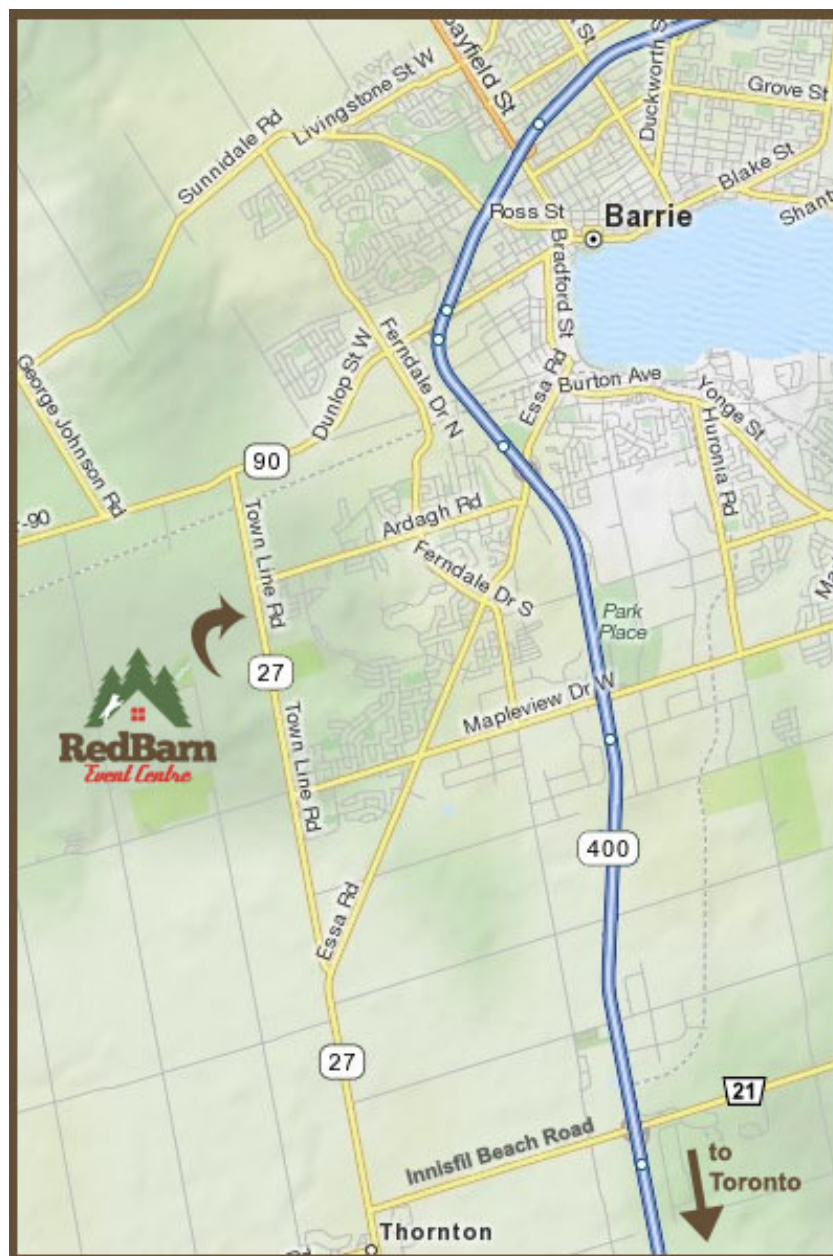 Bayfield St
St
Duckworth S
Grove St
Livingstone St W
Sunnidale Rd
Blake St
Ross St
Barrie
Shant
Bradford St
Ferndale Dr N
Dunlop St W
George Johnson Rd
Essa Rd
Burton Ave
Yonge St
Huronia Rd
90
-90
Town Line Rd
Ardagh Rd
Ferndale Dr S
Park
Place
Ma
27
RedBarn
Event Centre
Mapleview Dr W
Town Line Rd
400
Essa Rd
27
21
Innisfil Beach Road
to
Toronto
Thornton